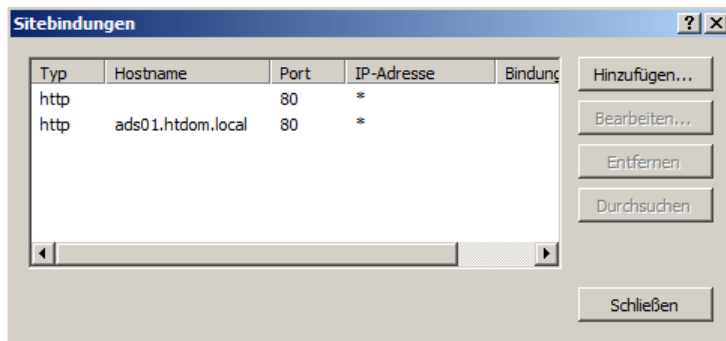 Sitebindungen
Typ Hostname Port IP-Adresse Bindung
http 80 *
http ads01.htdom.local 80 *
Hinzufügen...
Bearbeiten...
Entfernen
Durchsuchen
Schließen